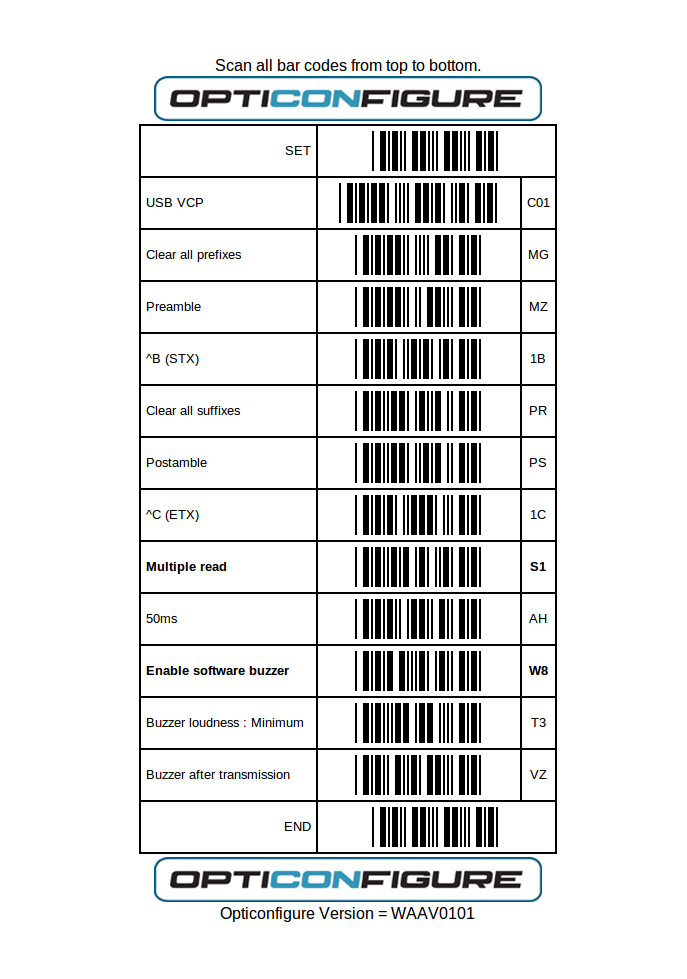 Scan all bar codes from top to bottom.
OPTICONFIGURE
SET
USB VCP C01
Clear all prefixes MG
Preamble MZ
^B (STX) 1B
Clear all suffixes PR
Postamble PS
^C (ETX) 1C
Multiple read S1
50ms AH
Enable software buzzer W8
Buzzer loudness : Minimum T3
Buzzer after transmission VZ
END
OPTICONFIGURE
Opticonfigure Version = WAAV0101